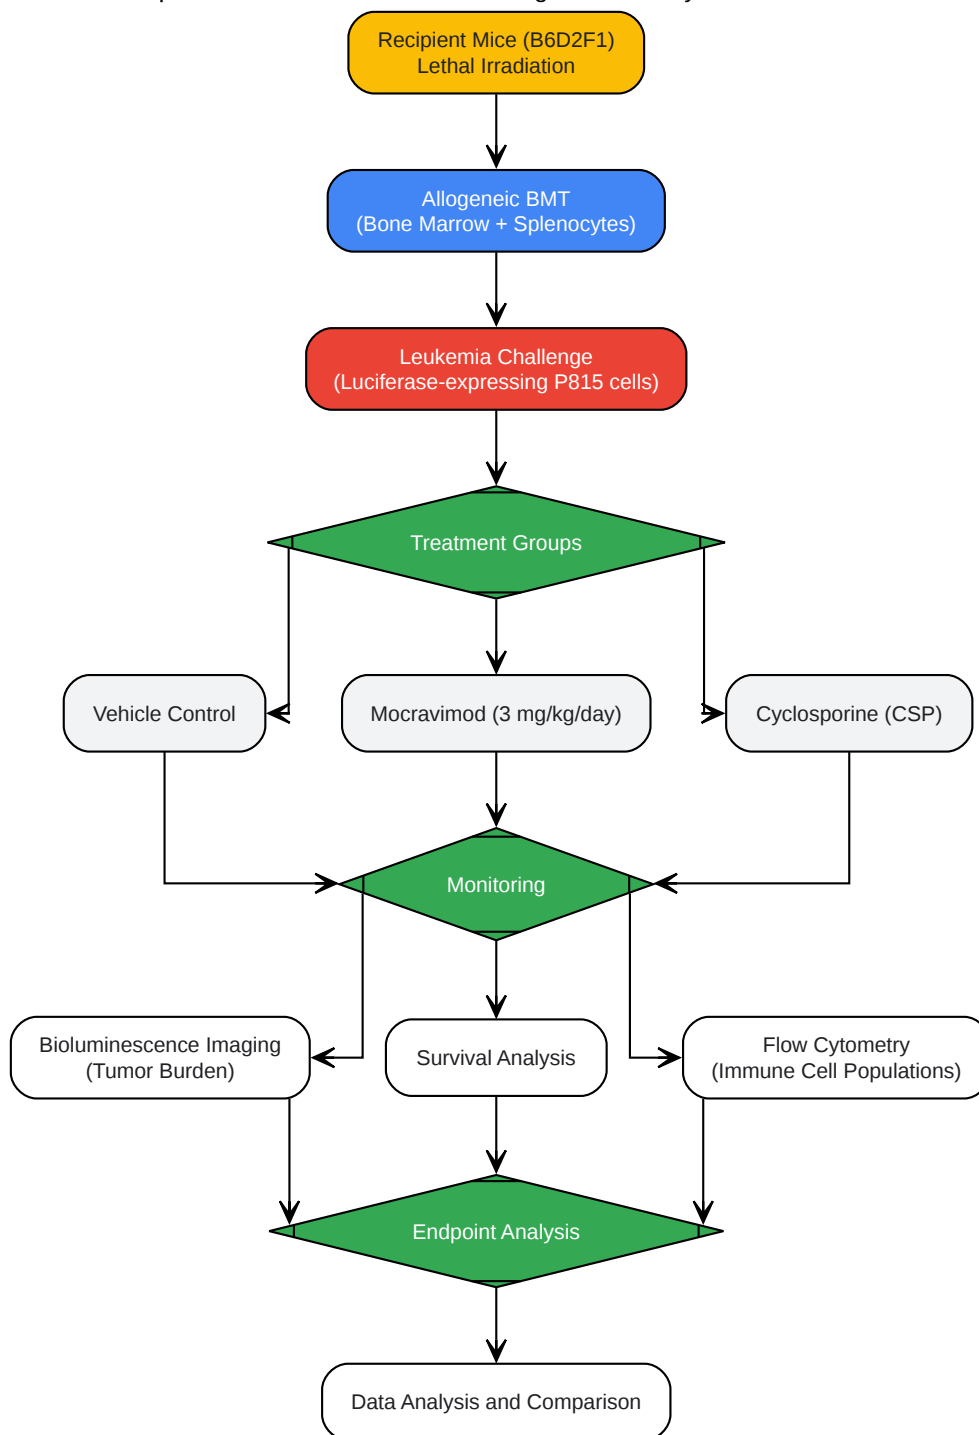 Recipient Mice (B6D2F1)
Lethal Irradiation
Allogeneic BMT
(Bone Marrow + Splenocytes)
Leukemia Challenge
(Luciferase-expressing P815 cells)
Treatment Groups
Vehicle Control
Mocravimod (3 mg/kg/day)
Cyclosporine (CSP)
Monitoring
Bioluminescence Imaging
(Tumor Burden)
Survival Analysis
Flow Cytometry
(Immune Cell Populations)
Endpoint Analysis
Data Analysis and Comparison